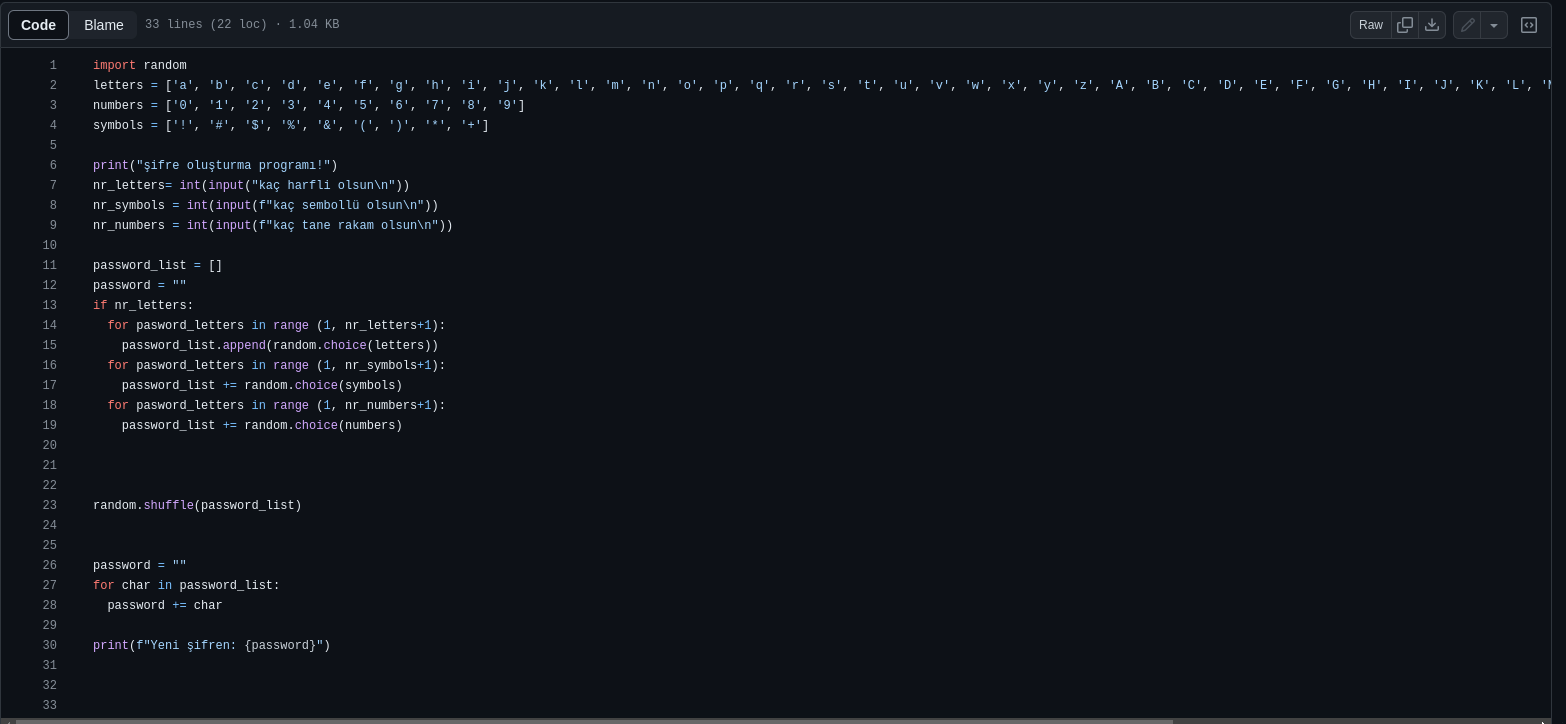 Code Blame 33 lines (22 loc) · 1.04 KB Raw
1 import random
2 letters = ['a', 'b', 'c', 'd', 'e', 'f', 'g', 'h', 'i', 'j', 'k', 'l', 'm', 'n', 'o', 'p', 'q', 'r', 's', 't', 'u', 'v', 'w', 'x', 'y', 'z', 'A', 'B', 'C', 'D', 'E', 'F', 'G', 'H', 'I', 'J', 'K', 'L',
3 numbers = ['0', '1', '2', '3', '4', '5', '6', '7', '8', '9']
4 symbols = ['!', '#', '$', '%', '&', '(', ')', '*', '+']
5
6 print("şifre oluşturma programı!")
7 nr_letters= int(input("kaç harfli olsun\n"))
8 nr_symbols = int(input(f"kaç sembollü olsun\n"))
9 nr_numbers = int(input(f"kaç tane rakam olsun\n"))
10
11 password_list = []
12 password = ""
13 if nr_letters:
14 for pasword_letters in range (1, nr_letters+1):
15 password_list.append(random.choice(letters))
16 for pasword_letters in range (1, nr_symbols+1):
17 password_list += random.choice(symbols)
18 for pasword_letters in range (1, nr_numbers+1):
19 password_list += random.choice(numbers)
20
21
22
23 random.shuffle(password_list)
24
25
26 password = ""
27 for char in password_list:
28 password += char
29
30 print(f"Yeni şifren: {password}")
31
32
33